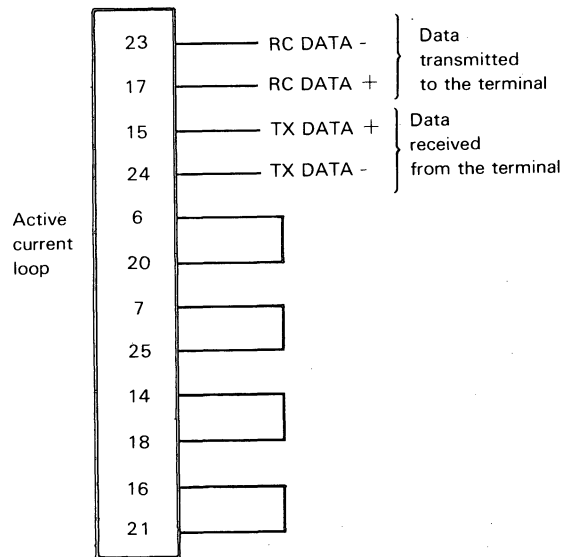 23 RC DATA - Data
transmitted
17 RC DATA + to the terminal
15 TX DATA + Data
received
24 TX DATA - from the terminal
6
Active
current
loop
20
7
25
14
18
16
21